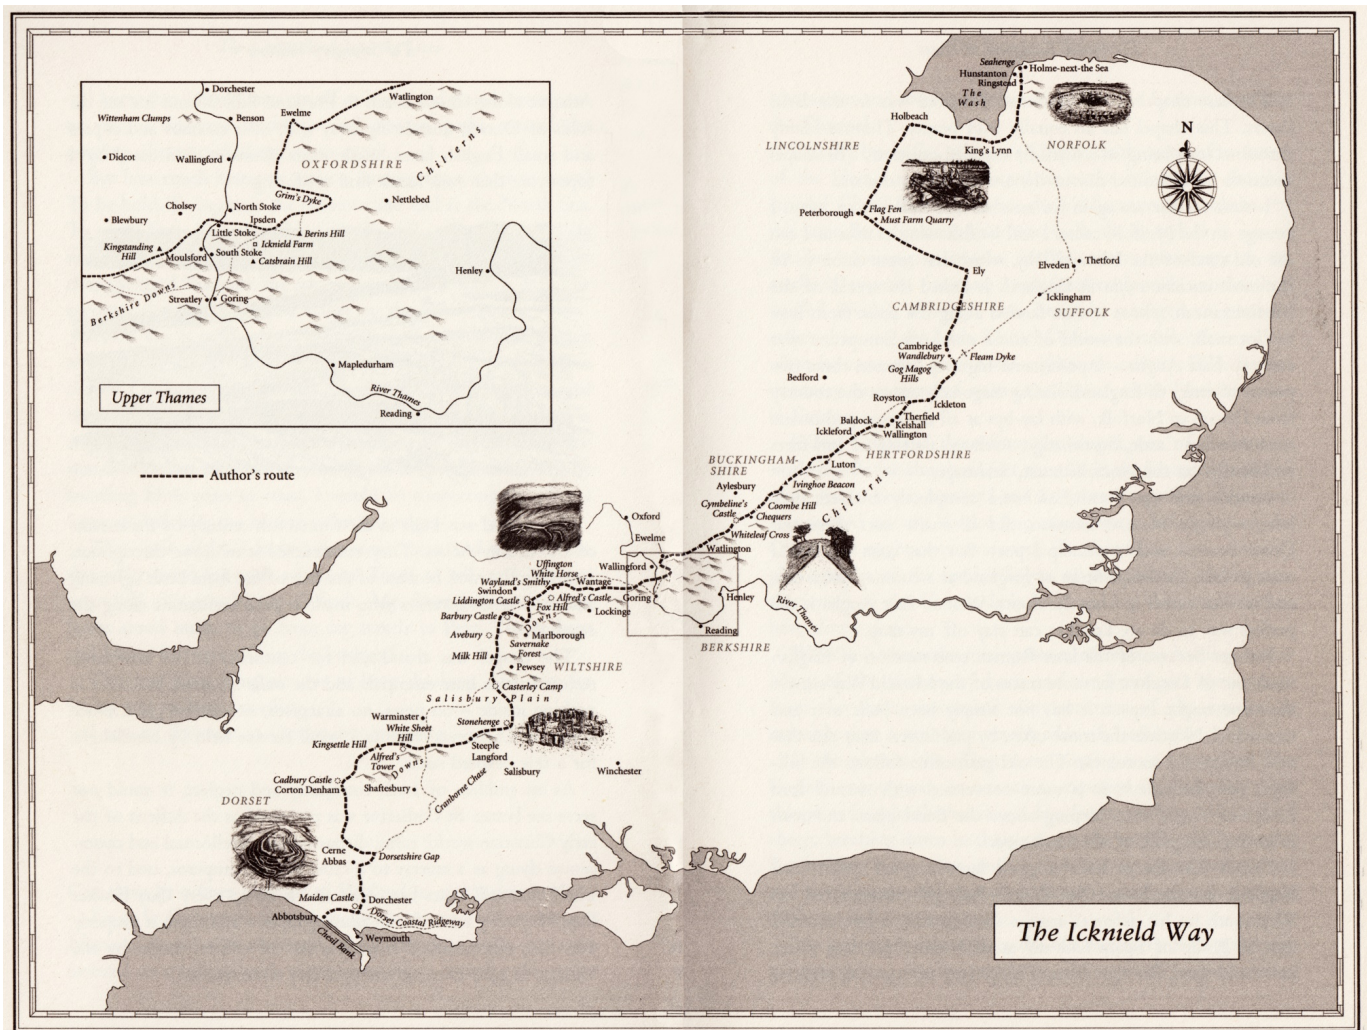 Dorchester
Watlington
Wittenham Clumps
Benson
Ewelme
Didcot
Wallingford
OXFORDSHIRE
Chilterns
Grim's Dyke
Nettlebed
Cholsey
North Stoke
Blewbury
Ipsden
Little Stoke
Berins Hill
Kingstanding
Hill
Icknield Farm
Moulsford
South Stoke
Catsbrain Hill
Henley
Berkshire Downs
Streatley
Goring
Mapledurham
River Thames
Reading
Upper Thames
Author's route
Seahenge
Holme-next-the Sea
Hunstanton
Ringstead
The
Wash
Holbeach
N
King's Lynn
LINCOLNSHIRE
NORFOLK
Peterborough
Flag Fen
Must Farm Quarry
Elveden
Thetford
Ely
Icklingham
CAMBRIDGESHIRE
SUFFOLK
Cambridge
Wandlebury
Fleam Dyke
Gog Magog
Hills
Bedford
Royston
Ickleton
Therfield
Baldock
Kelshall
Ickleford
Wallington
BUCKINGHAM-
SHIRE
HERTFORDSHIRE
Luton
Aylesbury
Ivinghoe Beacon
Chilterns
Cymbeline's
Castle
Coombe Hill
Chequers
Oxford
Whiteleaf Cross
Ewelme
Watlington
Uffington
White Horse
Wallingford
Wayland's Smithy
Wantage
Swindon
Liddington Castle
Alfred's Castle
Goring
Henley
River Thames
Fox Hill
Lockinge
Barbury Castle
Downs
Reading
Avebury
Marlborough
Savernake
Forest
BERKSHIRE
Milk Hill
Pewsey
WILTSHIRE
Casterley Camp
Salisbury Plain
Warminster
Stonehenge
White Sheet
Hill
Kingsettle Hill
Steeple
Langford
Alfred's
Tower
Downs
Salisbury
Winchester
Cadbury Castle
Corton Denham
Shaftesbury
Cranborne Chase
DORSET
Cerne
Abbas
Dorsetshire Gap
Maiden Castle
Dorchester
Abbotsbury
Dorset Coastal Ridgeway
Chesil Bank
Weymouth
The Icknield Way